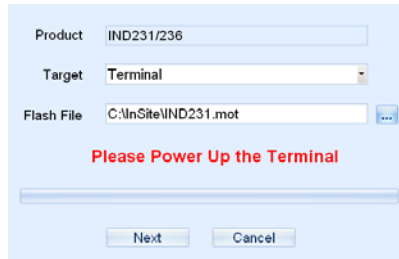 Product IND231/236
Target Terminal
Flash File C:\InSite\IND231.mot ...
Please Power Up the Terminal
Next Cancel